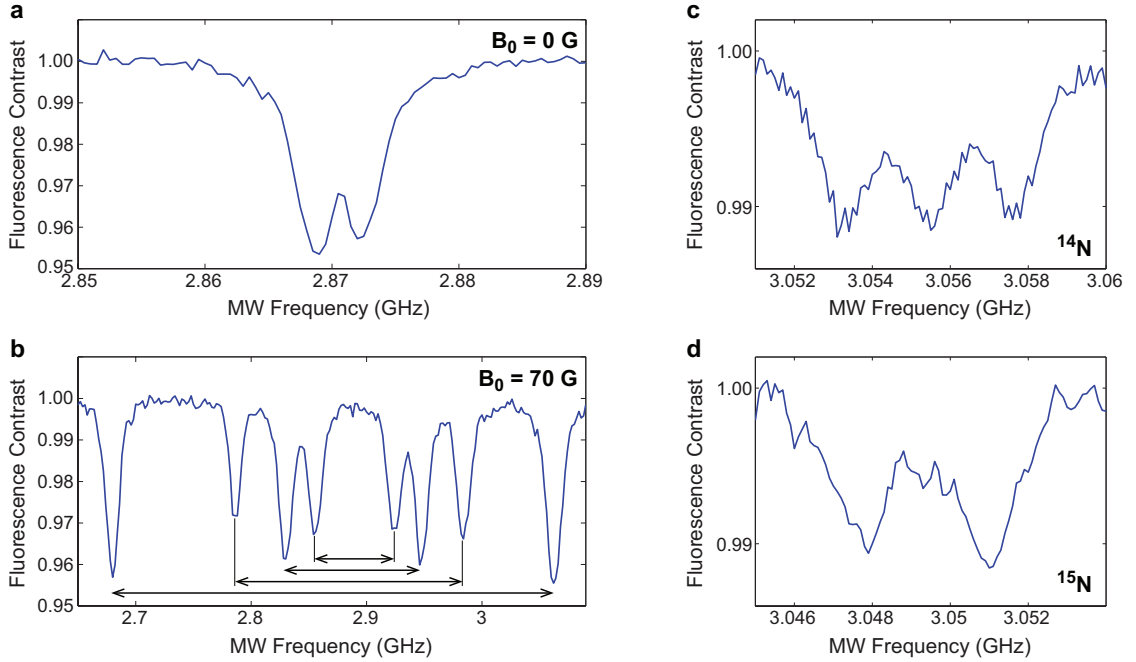 a
B0 = 0 G
1.00
0.99
0.98
0.97
0.96
0.95
2.85 2.86 2.87 2.88 2.89
MW Frequency (GHz)
Fluorescence Contrast
b
B0 = 70 G
1.00
0.99
0.98
0.97
0.96
0.95
2.7 2.8 2.9 3
MW Frequency (GHz)
Fluorescence Contrast
c
1.00
0.99
14N
3.052 3.054 3.056 3.058 3.06
MW Frequency (GHz)
Fluorescence Contrast
d
1.00
0.99
15N
3.046 3.048 3.05 3.052
MW Frequency (GHz)
Fluorescence Contrast